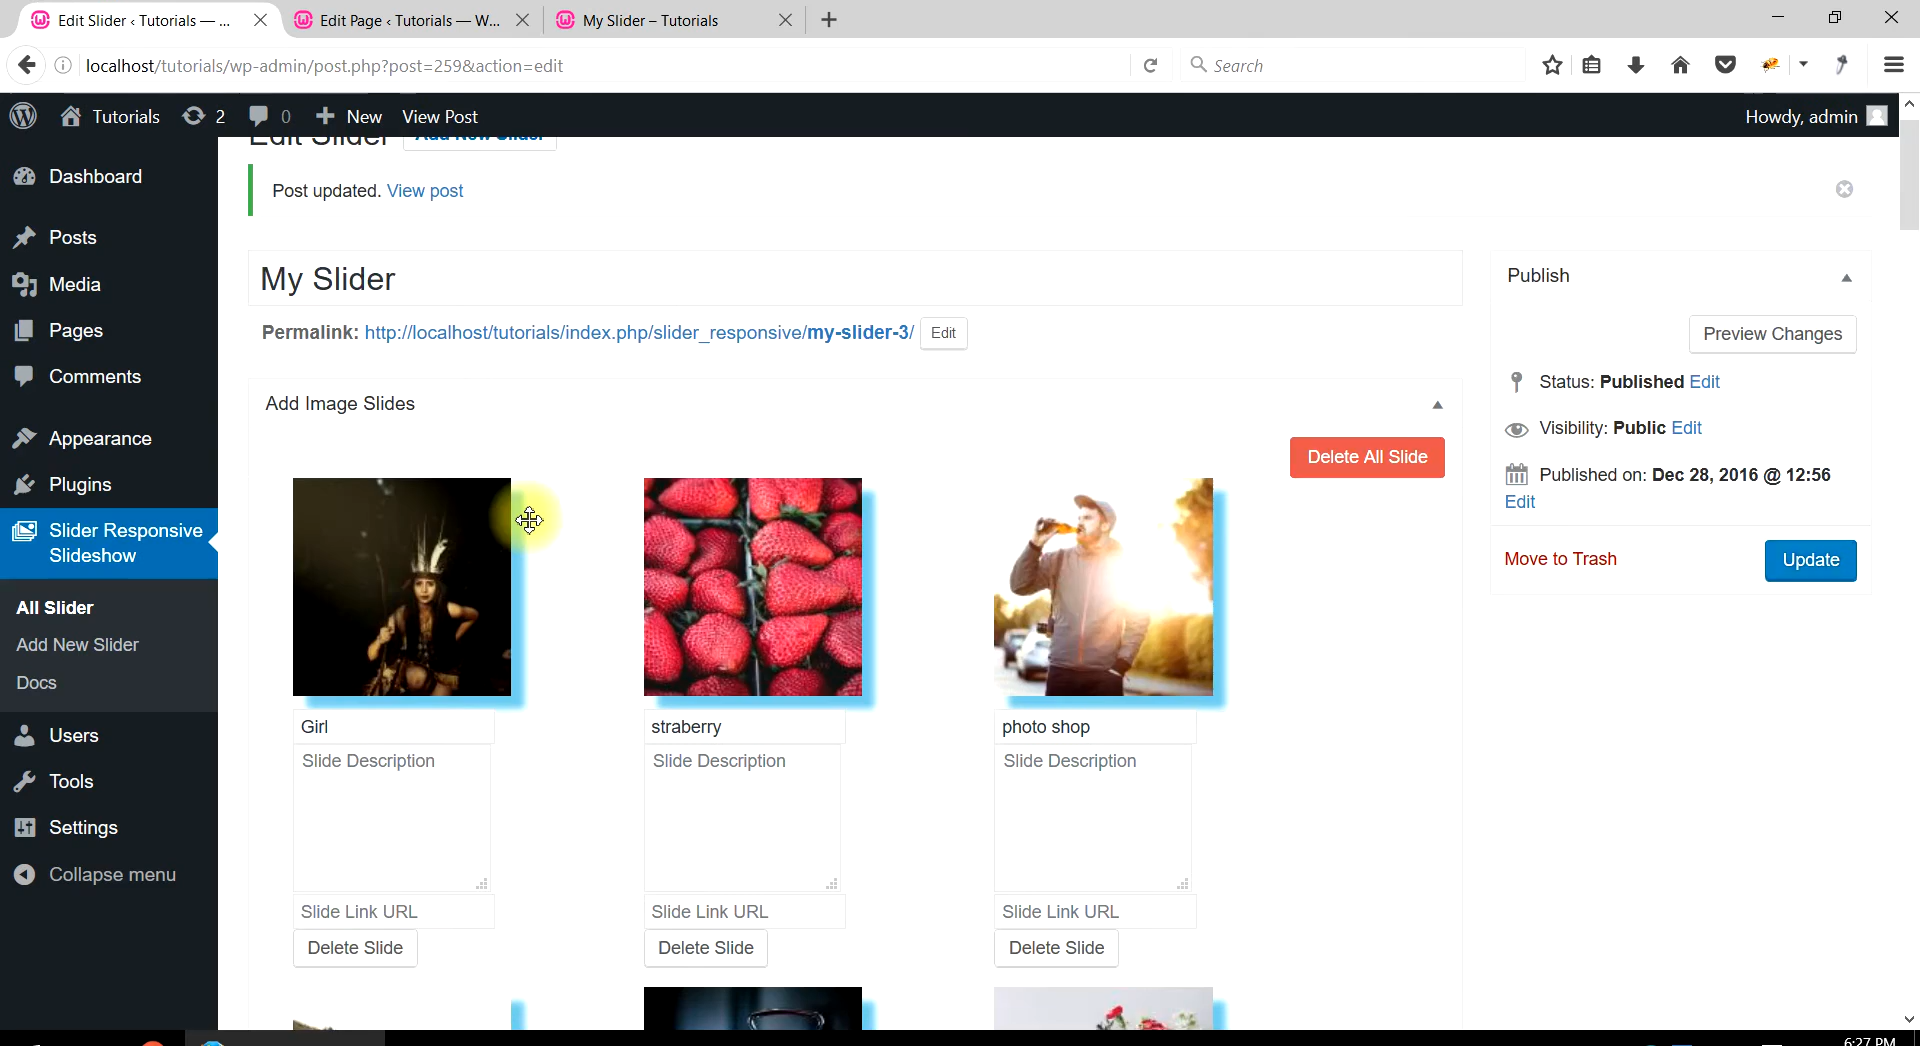 Edit Slider ‹ Tutorials — ...
Edit Page ‹ Tutorials — W...
My Slider – Tutorials
localhost/tutorials/wp-admin/post.php?post=259&action=edit
Search
Tutorials
2
0
New
View Post
Howdy, admin
Edit Slider
Add New Slider
Post updated. View post
Dashboard
Posts
Media
Pages
Comments
Appearance
Plugins
Slider Responsive
Slideshow
All Slider
Add New Slider
Docs
Users
Tools
Settings
Collapse menu
My Slider
Permalink: http://localhost/tutorials/index.php/slider_responsive/my-slider-3/
Edit
Add Image Slides
Delete All Slide
Girl
Slide Description
Slide Link URL
Delete Slide
straberry
Slide Description
Slide Link URL
Delete Slide
photo shop
Slide Description
Slide Link URL
Delete Slide
Publish
Preview Changes
Status: Published Edit
Visibility: Public Edit
Published on: Dec 28, 2016 @ 12:56
Edit
Move to Trash
Update
6:27 PM